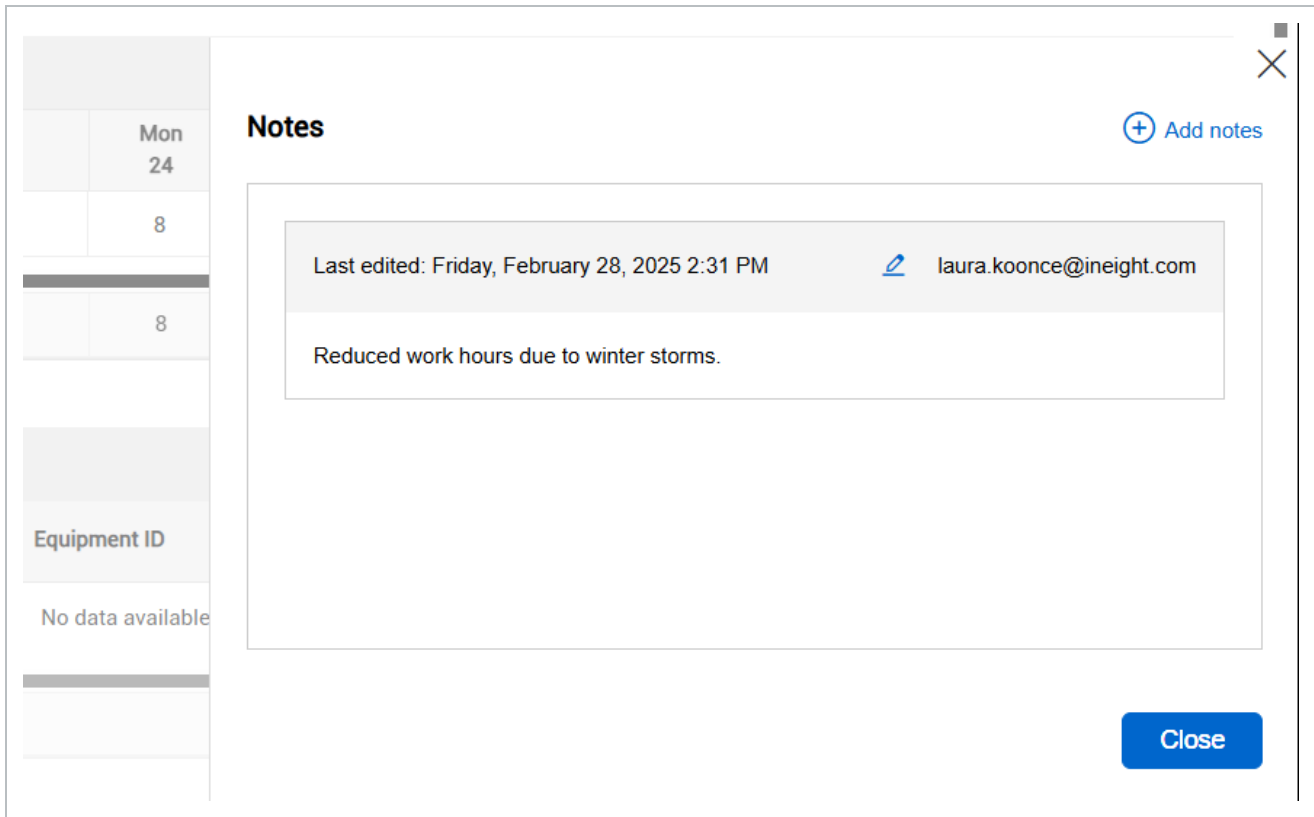 Mon
24
8
8
Equipment ID
No data available
Notes
Add notes
Last edited: Friday, February 28, 2025 2:31 PM laura.koonce@ineight.com
Reduced work hours due to winter storms.
Close